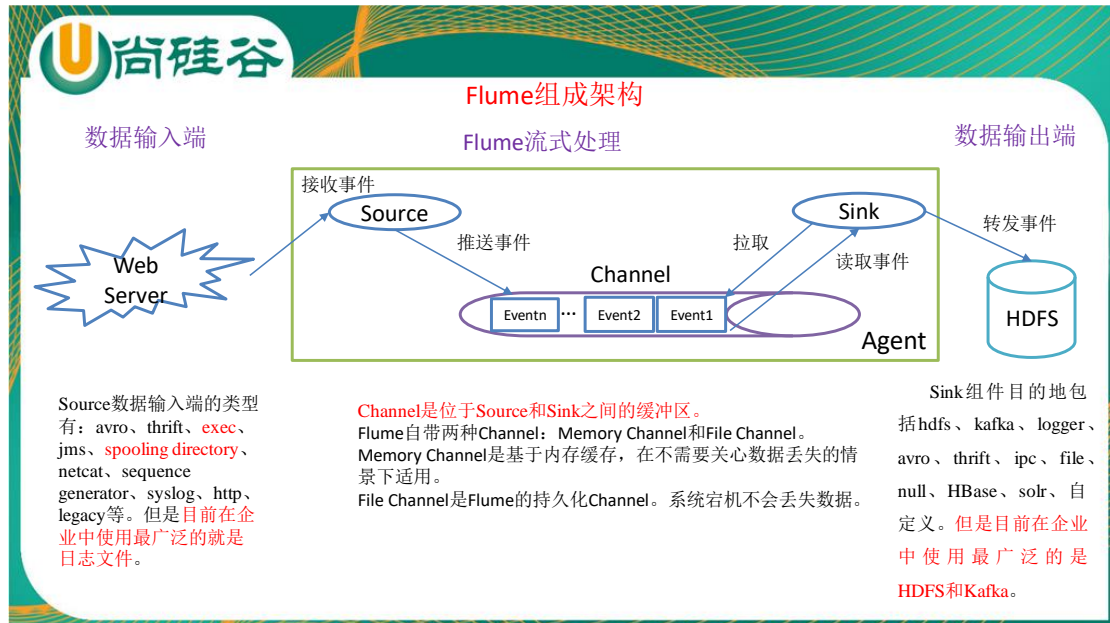 尚硅谷
Flume组成架构
数据输入端
Flume流式处理
数据输出端
接收事件
Source
Sink
推送事件
拉取
读取事件
转发事件
Web
Server
Channel
Eventn
...
Event2
Event1
HDFS
Agent
Source数据输入端的类型
有：avro、thrift、exec、
jms、spooling directory、
netcat、sequence
generator、syslog、http、
legacy等。但是目前在企
业中使用最广泛的就是
日志文件。
Channel是位于Source和Sink之间的缓冲区。
Flume自带两种Channel：Memory Channel和File Channel。
Memory Channel是基于内存缓存，在不需要关心数据丢失的情
景下适用。
File Channel是Flume的持久化Channel。系统宕机不会丢失数据。
Sink组件目的地包
括hdfs、kafka、logger、
avro、thrift、ipc、file、
null、HBase、solr、自
定义。但是目前在企业
中使用最广泛的是
HDFS和Kafka。